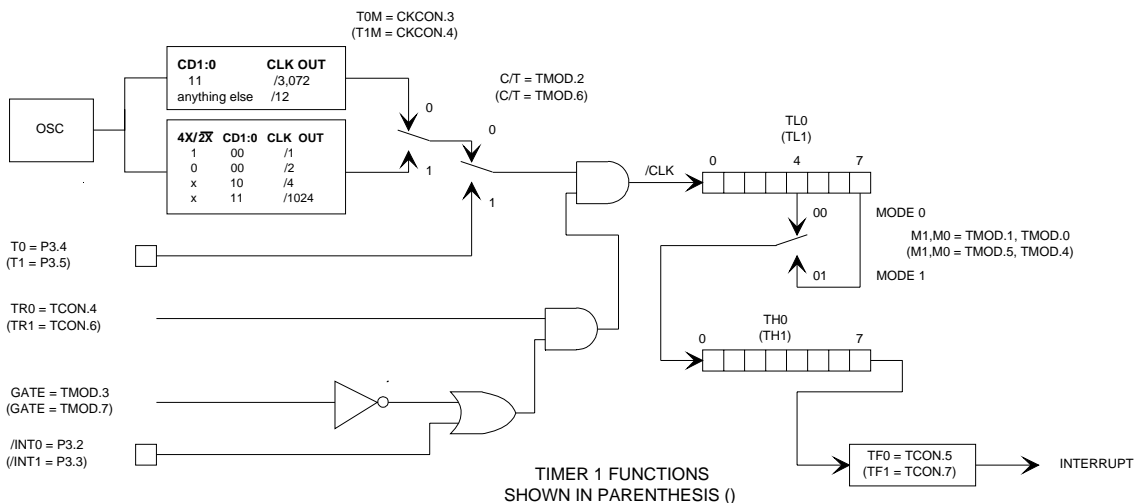 T0M = CKCON.3
(T1M = CKCON.4)
CD1:0 CLK OUT
11 /3,072
anything else /12
C/T = TMOD.2
(C/T = TMOD.6)
OSC
0
0
4X/2X CD1:0 CLK OUT
1 00 /1
0 00 /2
x 10 /4
x 11 /1024
1
1
/CLK
TL0
(TL1)
0 4 7
00 MODE 0
M1,M0 = TMOD.1, TMOD.0
(M1,M0 = TMOD.5, TMOD.4)
01 MODE 1
T0 = P3.4
(T1 = P3.5)
TR0 = TCON.4
(TR1 = TCON.6)
TH0
(TH1)
0 7
GATE = TMOD.3
(GATE = TMOD.7)
/INT0 = P3.2
(/INT1 = P3.3)
TF0 = TCON.5
(TF1 = TCON.7)
INTERRUPT
TIMER 1 FUNCTIONS
SHOWN IN PARENTHESIS ()